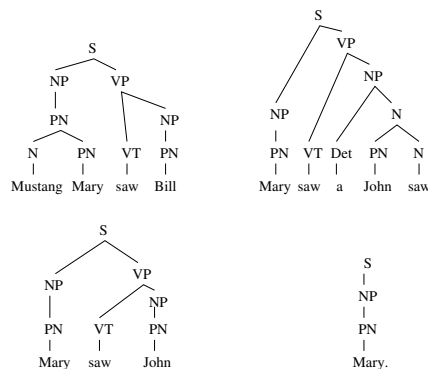 S
NP VP
PN NP
N PN VT PN
Mustang Mary saw Bill
S
VP
NP
NP N
PN VT Det PN N
Mary saw a John saw
S
VP
NP
NP
PN VT PN
Mary saw John
S
NP
PN
Mary.